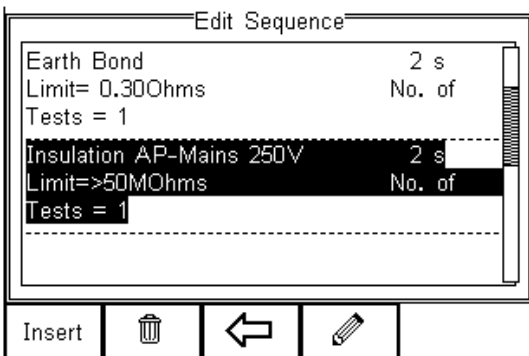 Edit Sequence
Earth Bond 2 s
Limit= 0.30Ohms No. of
Tests = 1
Insulation AP-Mains 250V 2 s
Limit=>50MOhms No. of
Tests = 1
Insert